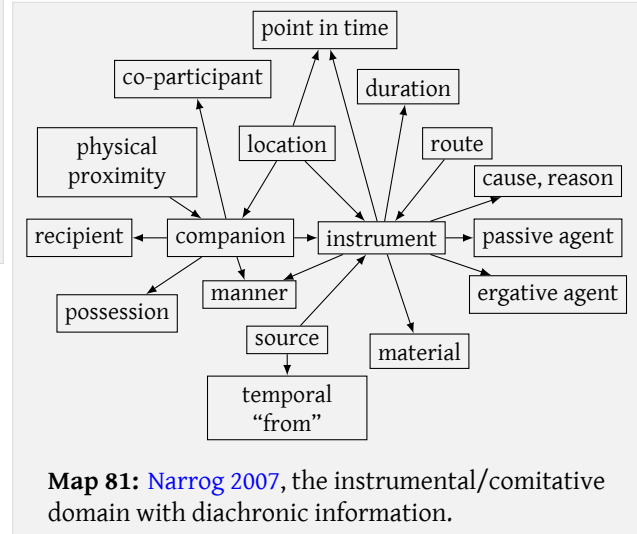 point in time
co-participant
duration
physical
proximity
location
route
cause, reason
recipient
companion
instrument
passive agent
possession
manner
ergative agent
source
material
temporal
“from”
Map 81: Narrog 2007, the instrumental/comitative
domain with diachronic information.